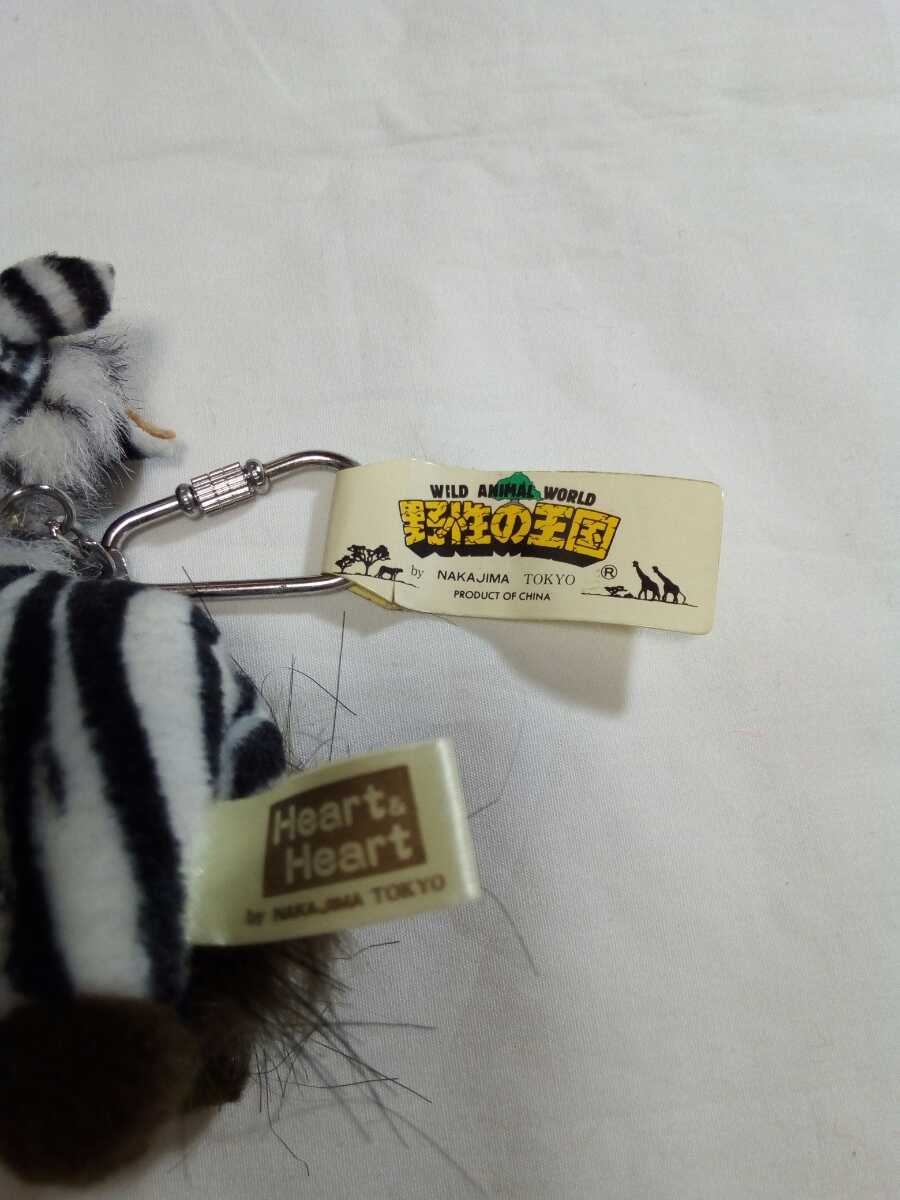 WILD ANIMAL WORLD
野性の王国
by NAKAJIMA TOKYO ®
PRODUCT OF CHINA
Heart &
Heart
by NAKAJIMA TOKYO